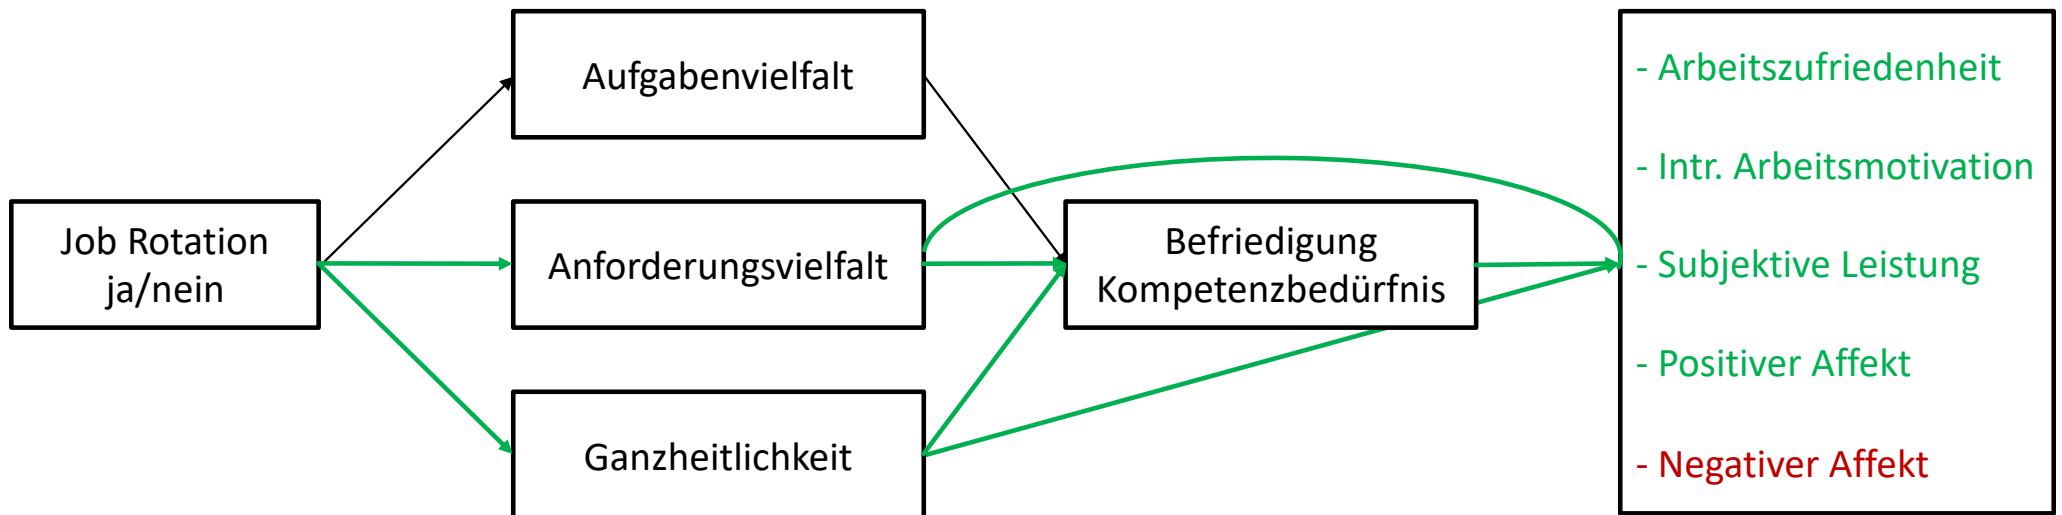 Job Rotation
ja/nein
Aufgabenvielfalt
Anforderungsvielfalt
Ganzheitlichkeit
Befriedigung
Kompetenzbedürfnis
- Arbeitszufriedenheit
- Intr. Arbeitsmotivation
- Subjektive Leistung
- Positiver Affekt
- Negativer Affekt